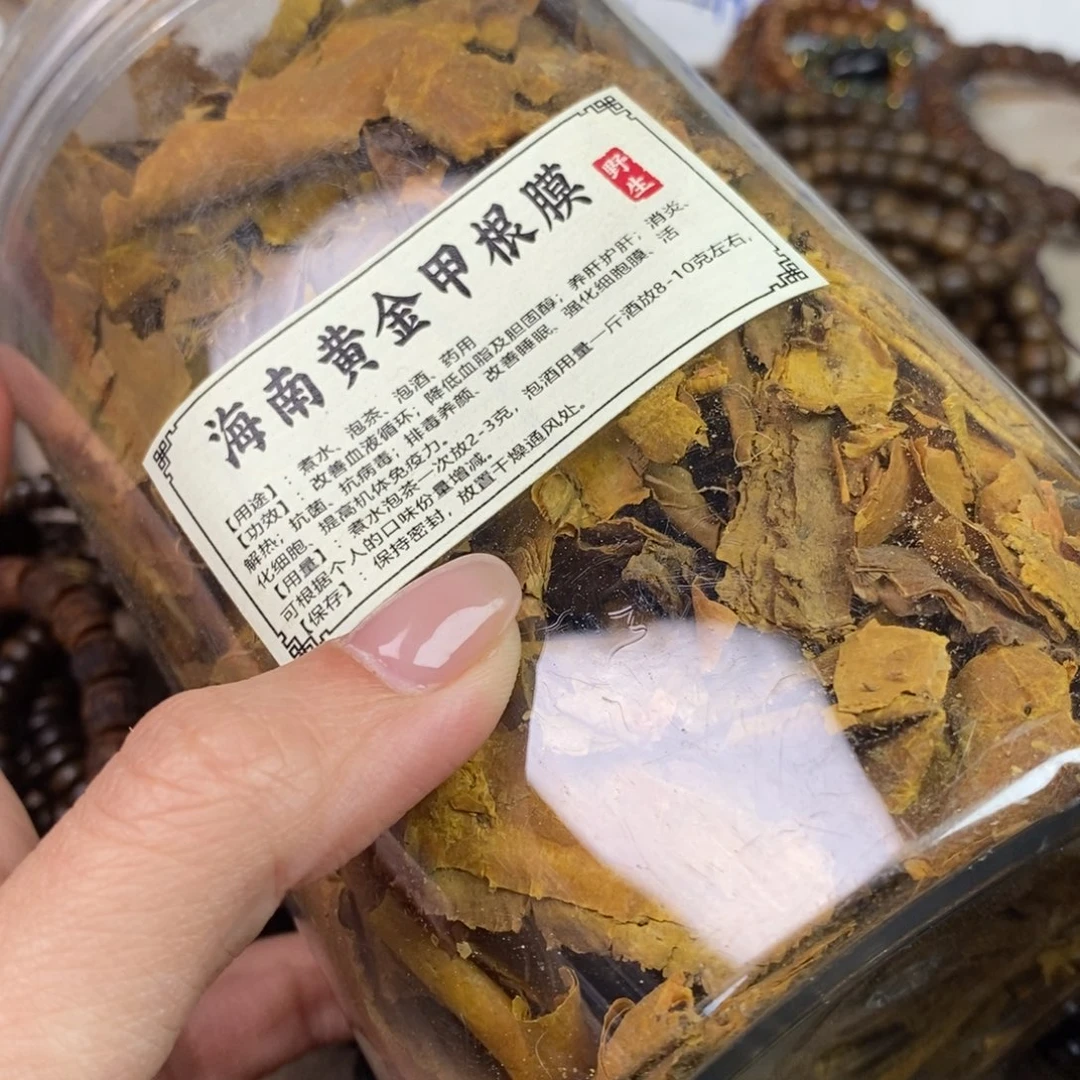 海南黄金甲根膜
野生
【用途】：煮水、泡茶、泡酒、药用
【功效】：改善血液循环；降低血脂及胆固醇；养肝护肝；消炎、
解热；抗菌、抗病毒；排毒养颜、改善睡眠、强化细胞膜、活
化细胞、提高机体免疫力。
【用量】：煮水泡茶一次放2-3克，泡酒用量一斤酒放8-10克左右，
可根据个人的口味份量增减。
【保存】：保持密封，放置干燥通风处。